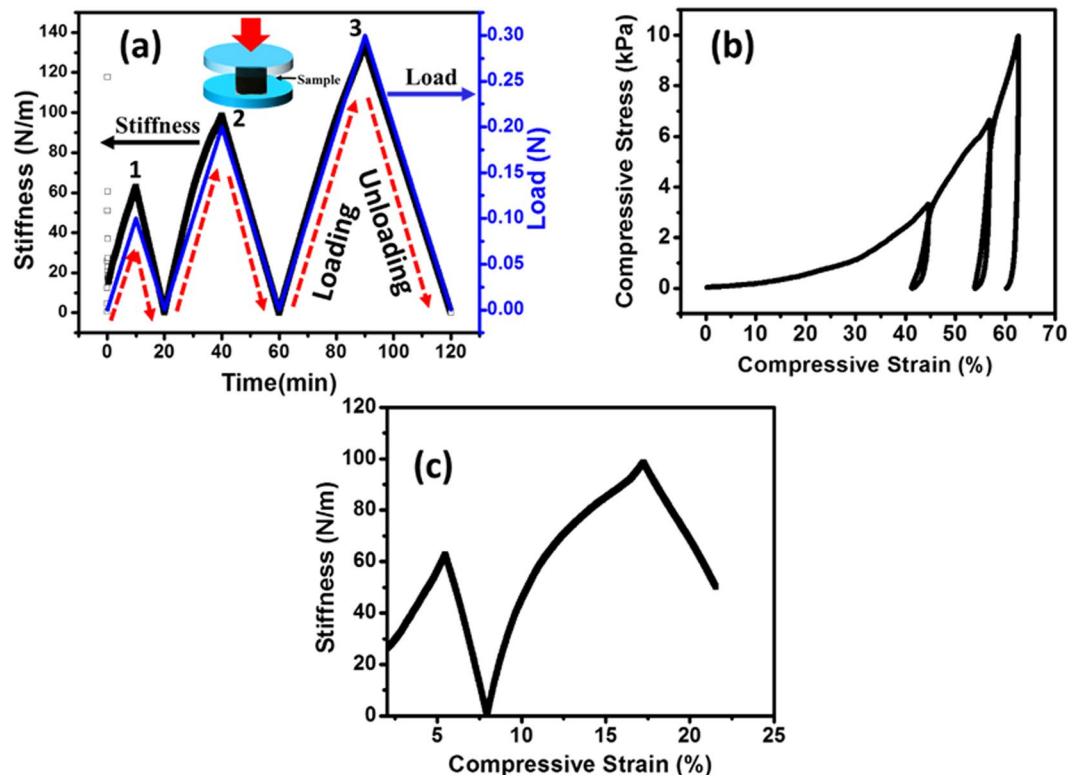 (a)
Stiffness (N/m)
140
120
100
80
60
40
20
0
1
2
3
Sample
Stiffness
Load
Loading
Unloading
0.30
0.25
0.20
0.15
0.10
0.05
0.00
Load (N)
0 20 40 60 80 100 120
Time(min)
(b)
Compressive Stress (kPa)
10
8
6
4
2
0
0 10 20 30 40 50 60 70
Compressive Strain (%)
(c)
Stiffness (N/m)
120
100
80
60
40
20
0
5 10 15 20 25
Compressive Strain (%)